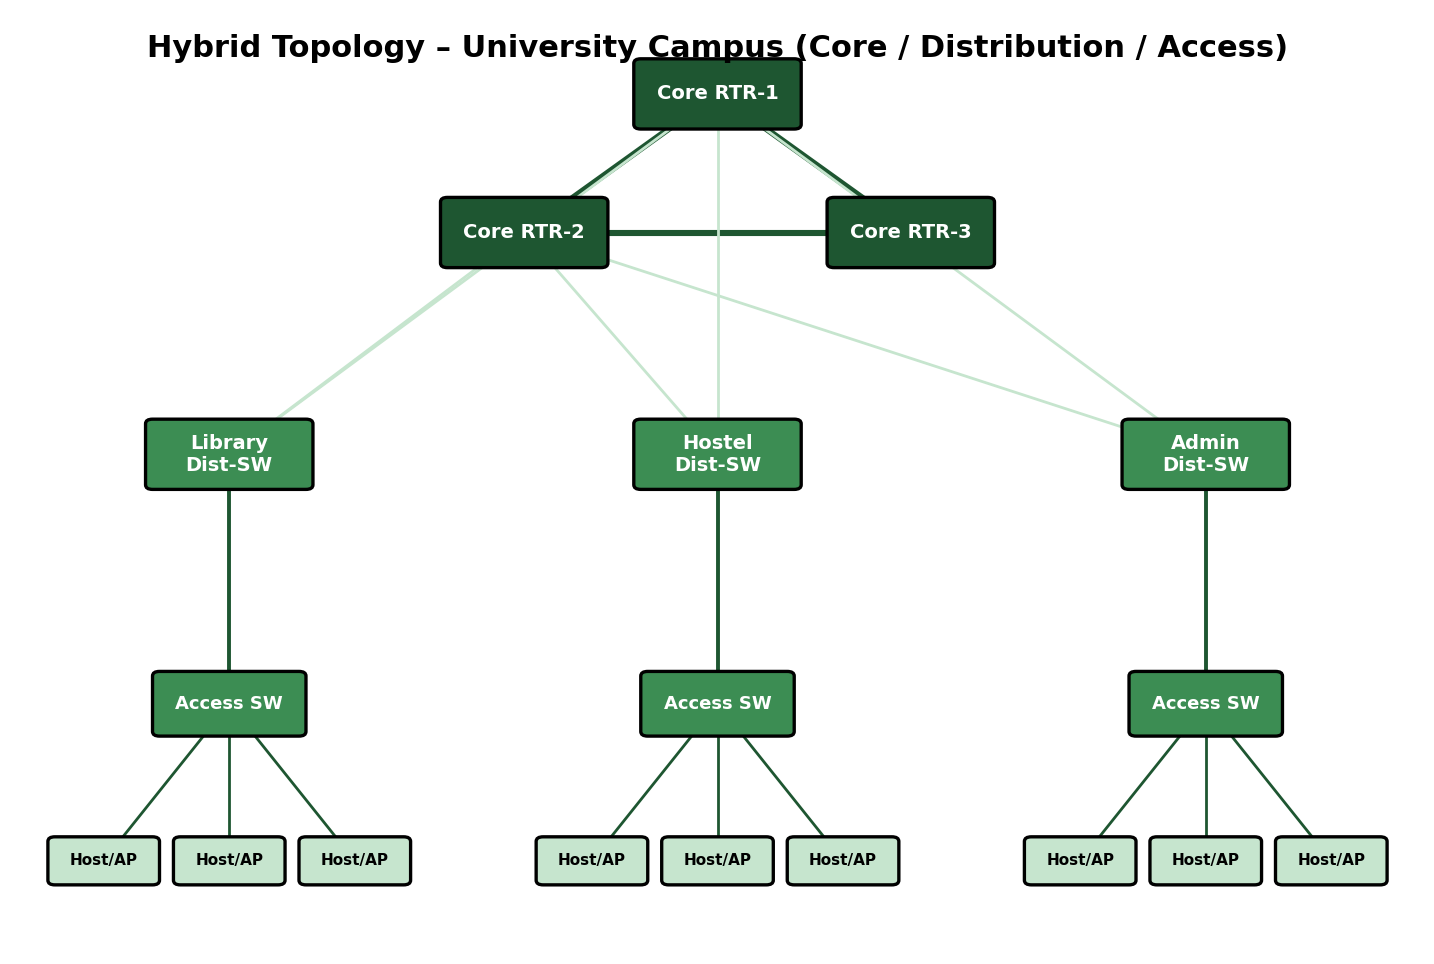 Hybrid Topology – University Campus (Core / Distribution / Access)
Core RTR-1
Core RTR-2
Core RTR-3
Library
Dist-SW
Hostel
Dist-SW
Admin
Dist-SW
Access SW
Access SW
Access SW
Host/AP
Host/AP
Host/AP
Host/AP
Host/AP
Host/AP
Host/AP
Host/AP
Host/AP